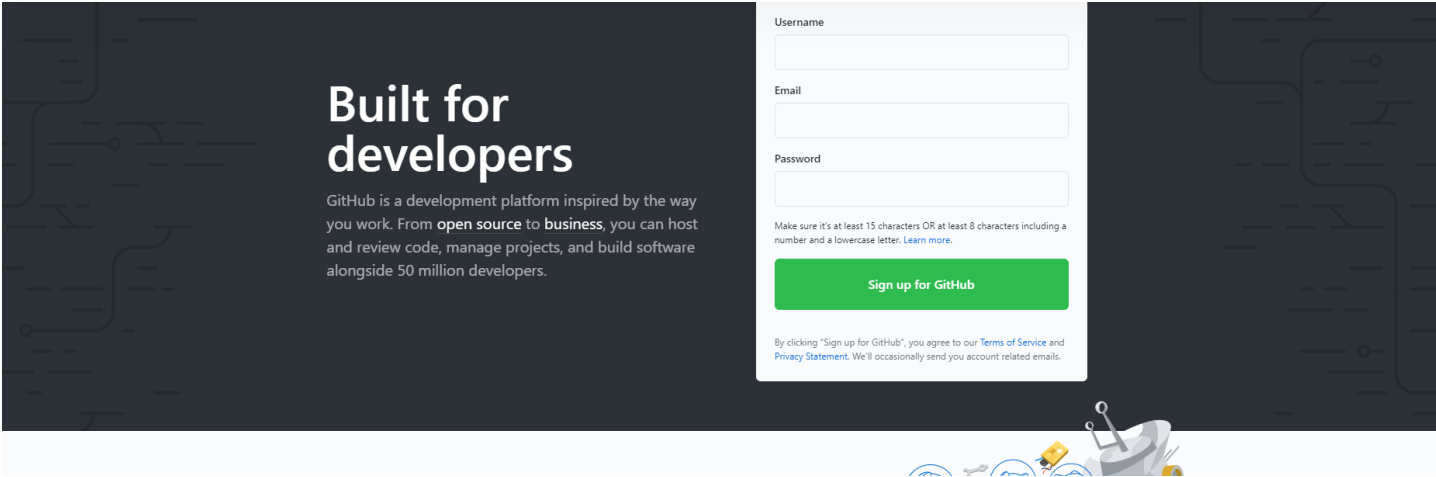 Built for
developers
GitHub is a development platform inspired by the way
you work. From open source to business, you can host
and review code, manage projects, and build software
alongside 50 million developers.
Username
Email
Password
Make sure it's at least 15 characters OR at least 8 characters including a
number and a lowercase letter. Learn more.
Sign up for GitHub
By clicking "Sign up for GitHub", you agree to our Terms of Service and
Privacy Statement. We'll occasionally send you account related emails.